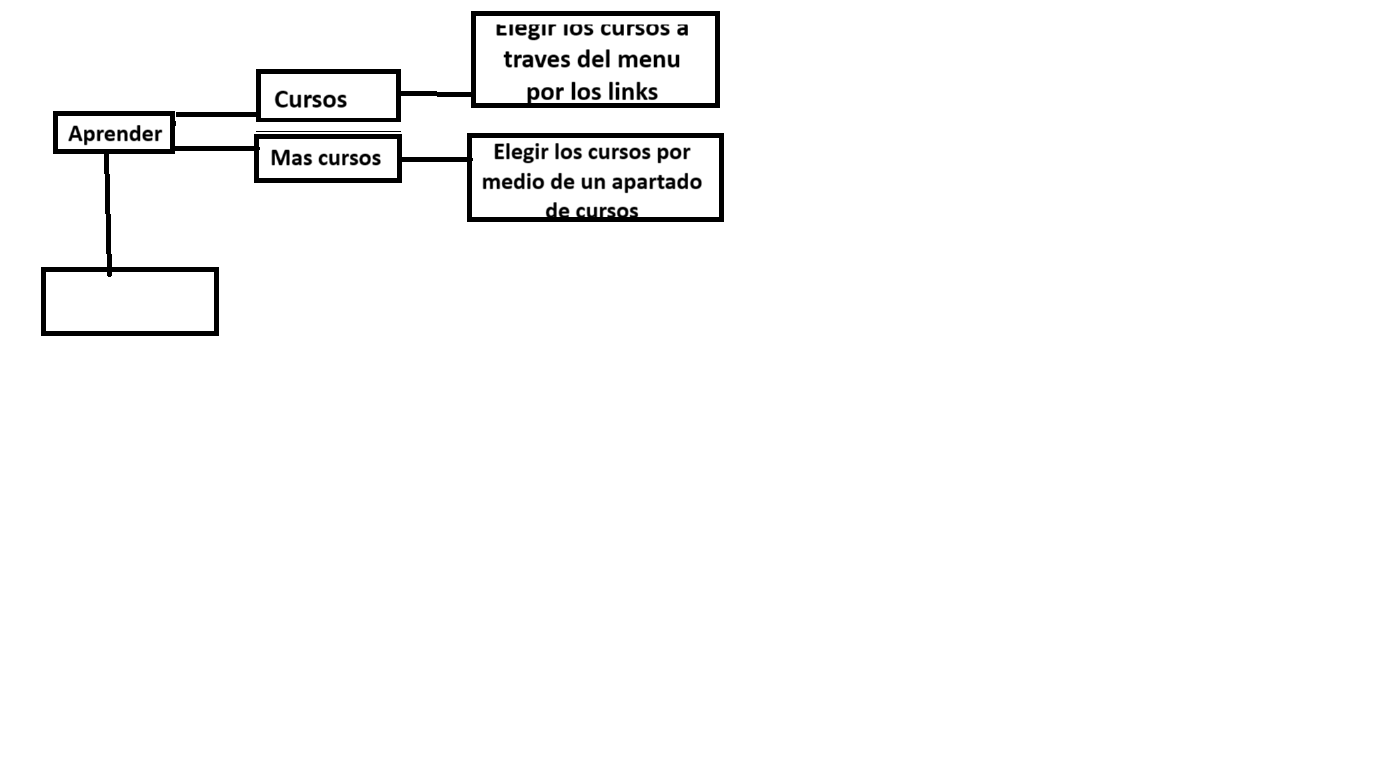 Elegir los cursos a
traves del menu
por los links
Cursos
Aprender
Mas cursos
Elegir los cursos por
medio de un apartado
de cursos